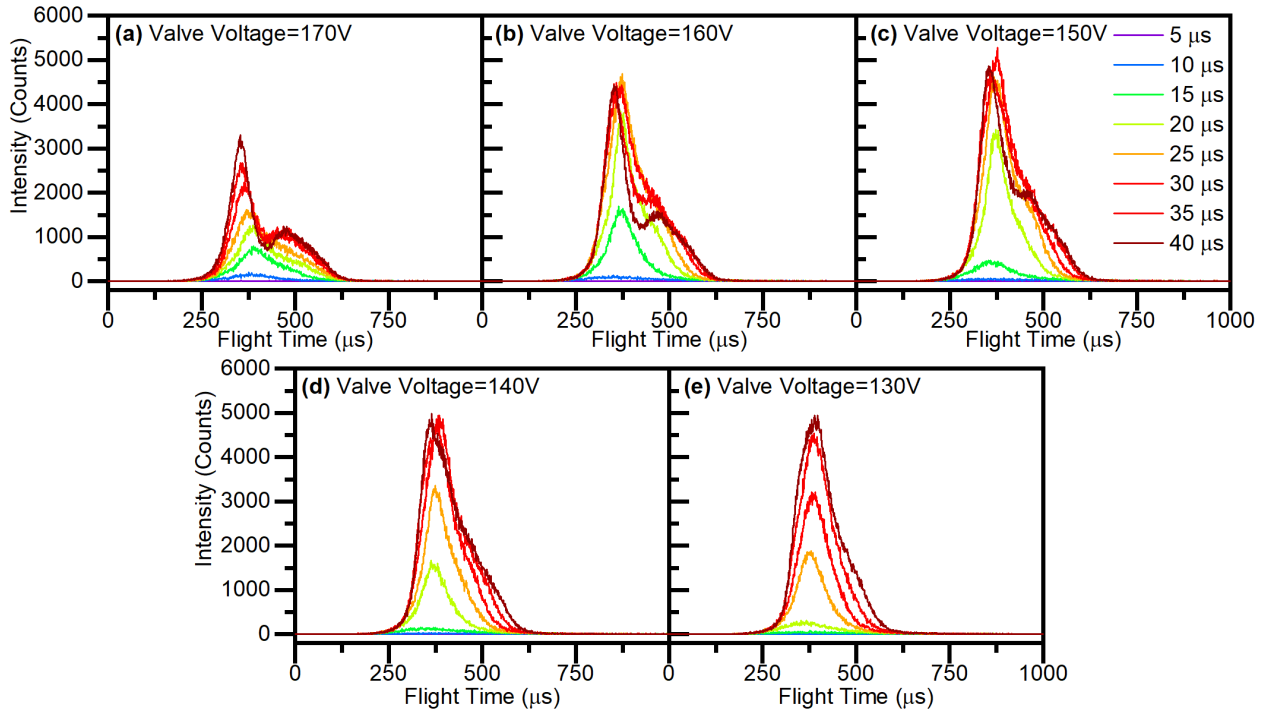 (a) Valve Voltage=170V
(b) Valve Voltage=160V
(c) Valve Voltage=150V
6000
5000
4000
3000
2000
1000
0
Intensity (Counts)
5 μs
10 μs
15 μs
20 μs
25 μs
30 μs
35 μs
40 μs
0 250 500 750 0 250 500 750 0 250 500 750 1000
Flight Time (μs) Flight Time (μs) Flight Time (μs)
(d) Valve Voltage=140V
(e) Valve Voltage=130V
6000
5000
4000
3000
2000
1000
0
Intensity (Counts)
0 250 500 750 0 250 500 750 1000
Flight Time (μs) Flight Time (μs)